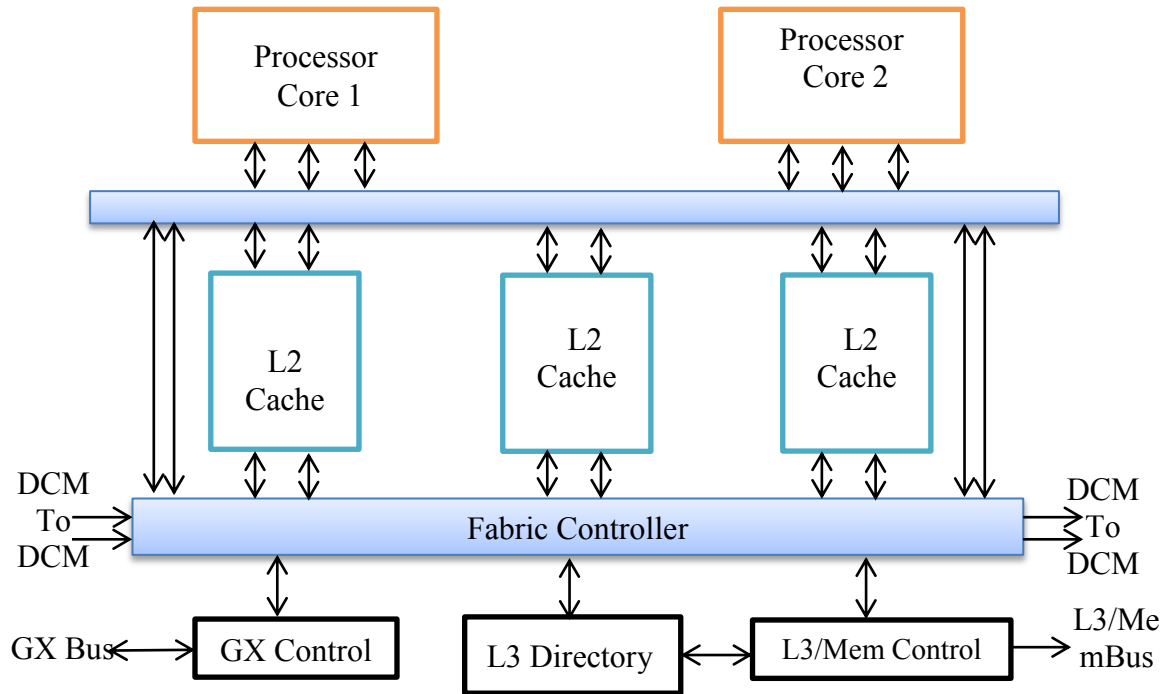 Processor
Core 1
Processor
Core 2
L2
Cache
L2
Cache
L2
Cache
DCM
To
DCM
Fabric Controller
DCM
To
DCM
GX Bus
GX Control
L3 Directory
L3/Mem Control
L3/Me
mBus